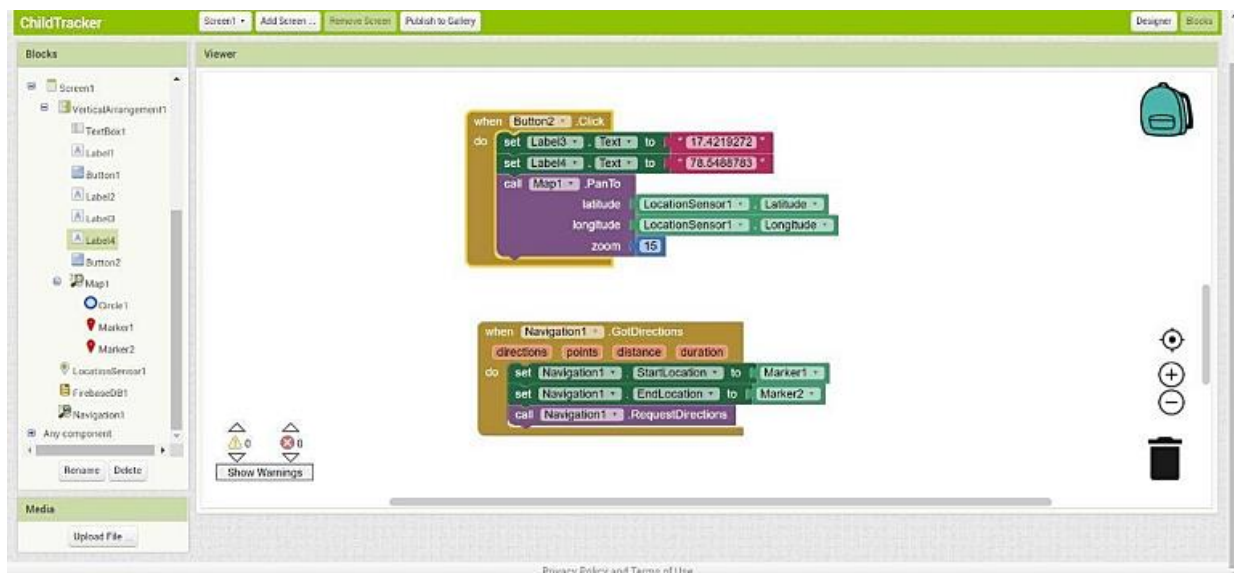 ChildTracker
Screen1 Add Screen ... Remove Screen Publish to Gallery Designer Blocks
Blocks
Viewer
Screen1
VerticalArrangement1
TextBox1
Label1
Button1
Label2
Label3
Label4
Button2
Map1
Circle1
Marker1
Marker2
LocationSensor1
FirebaseDB1
Navigation1
Any component
Rename Delete
Media
Upload File ...
when Button2 .Click
do set Label3 . Text to " 17.4219272 "
set Label4 . Text to " 78.5488783 "
call Map1 .PanTo
latitude LocationSensor1 . Latitude
longitude LocationSensor1 . Longitude
zoom 15
when Navigation1 .GotDirections
directions points distance duration
do set Navigation1 . StartLocation to Marker1
set Navigation1 . EndLocation to Marker2
call Navigation1 .RequestDirections
0 0
Show Warnings
Privacy Policy and Terms of Use